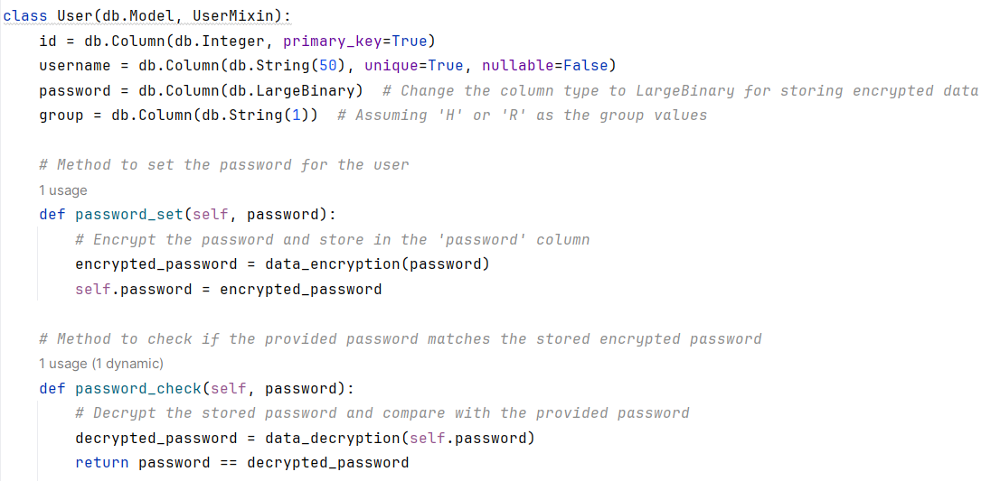 class User(db.Model, UserMixin):
    id = db.Column(db.Integer, primary_key=True)
    username = db.Column(db.String(50), unique=True, nullable=False)
    password = db.Column(db.LargeBinary)  # Change the column type to LargeBinary for storing encrypted data
    group = db.Column(db.String(1))  # Assuming 'H' or 'R' as the group values
    # Method to set the password for the user
    1 usage
    def password_set(self, password):
        # Encrypt the password and store in the 'password' column
        encrypted_password = data_encryption(password)
        self.password = encrypted_password
    # Method to check if the provided password matches the stored encrypted password
    1 usage (1 dynamic)
    def password_check(self, password):
        # Decrypt the stored password and compare with the provided password
        decrypted_password = data_decryption(self.password)
        return password == decrypted_password